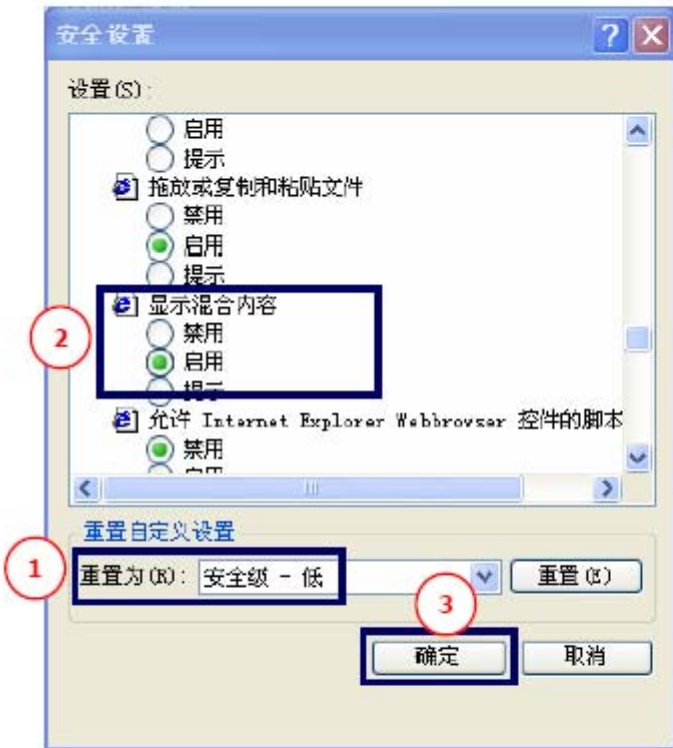 安全设置
设置(S):
启用
提示
拖放或复制和粘贴文件
禁用
启用
提示
显示混合内容
禁用
启用
提示
允许 Internet Explorer Webbrowser 控件的脚本
禁用
启用
重置自定义设置
重置为(R): 安全级 - 低 重置(E)
确定 取消
2
1
3